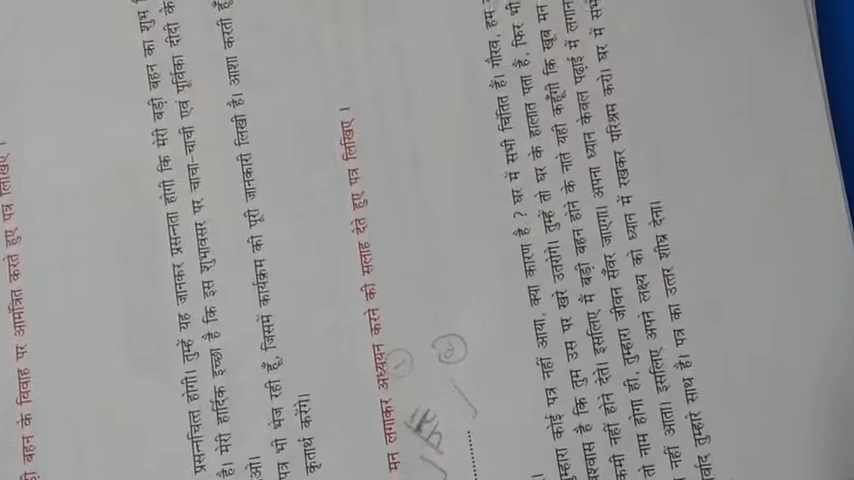 बहन के विवाह पर आमंत्रित करते हुए पत्र लिखिए।
प्रसन्नचित्त होगी। तुम्हें यह जानकर प्रसन्नता होगी कि मेरी बड़ी बहन का शुभ
है। मेरी हार्दिक इच्छा है कि इस शुभावसर पर चाचा-चाची एवं पूर्विका दीदी के
ओ।
पत्र भी भेज रही हूँ, जिसमें कार्यक्रम की पूरी जानकारी लिखी है। आशा करती हूँ
कृतार्थ करेंगे।
मन लगाकर अध्ययन करने की सलाह देते हुए पत्र लिखिए।
१
२
..........
तुम्हारा कोई पत्र नहीं आया, क्या कारण है? घर में सभी चिंतित हैं। गौरव, हम
विश्वास है कि तुम उस पर खरे उतरोगे। तुम्हें तो घर के हालात पता हैं, फिर भी
कमी नहीं होने देते। इसलिए मैं बड़ी बहन होने के नाते यही कहूँगी कि खूब मन
तो नाम होगा ही, तुम्हारा जीवन सँवर जाएगा। अपना ध्यान केवल पढ़ाई में लगाना
नहीं आता। इसलिए अपने लक्ष्य को ध्यान में रखकर परिश्रम करो। घर में सभी
र्वाद तुम्हारे साथ है। पत्र का उत्तर शीघ्र देना।